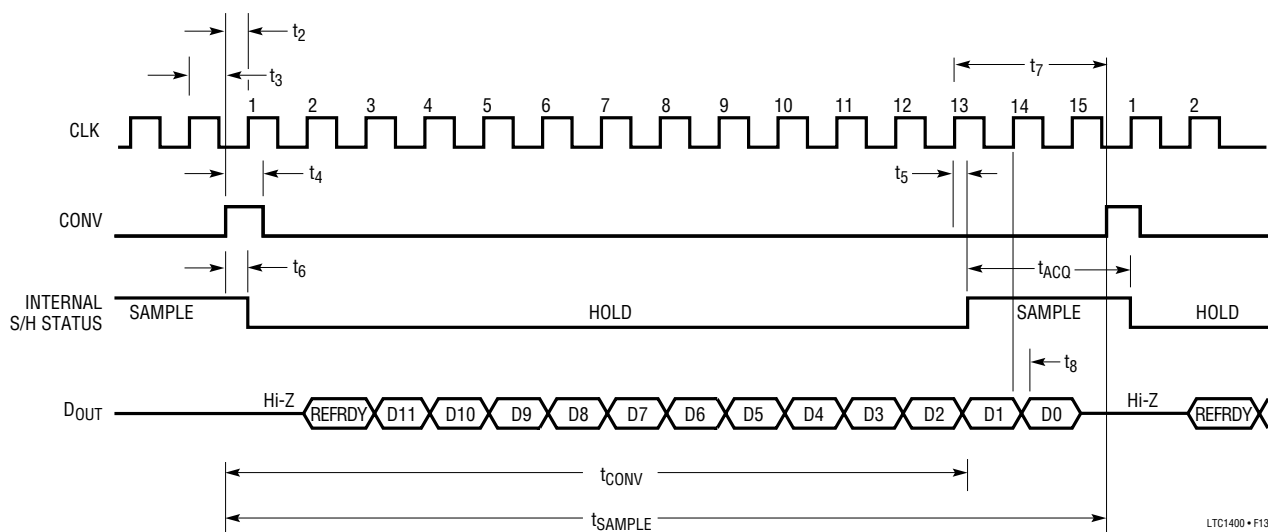 t2
t3
t7
1 2 3 4 5 6 7 8 9 10 11 12 13 14 15 1 2
CLK
t4
t5
CONV
t6
tACQ
INTERNAL
S/H STATUS
SAMPLE HOLD SAMPLE HOLD
t8
DOUT
Hi-Z REFRDY D11 D10 D9 D8 D7 D6 D5 D4 D3 D2 D1 D0 Hi-Z REFRDY
tCONV
tSAMPLE
LTC1400 • F13